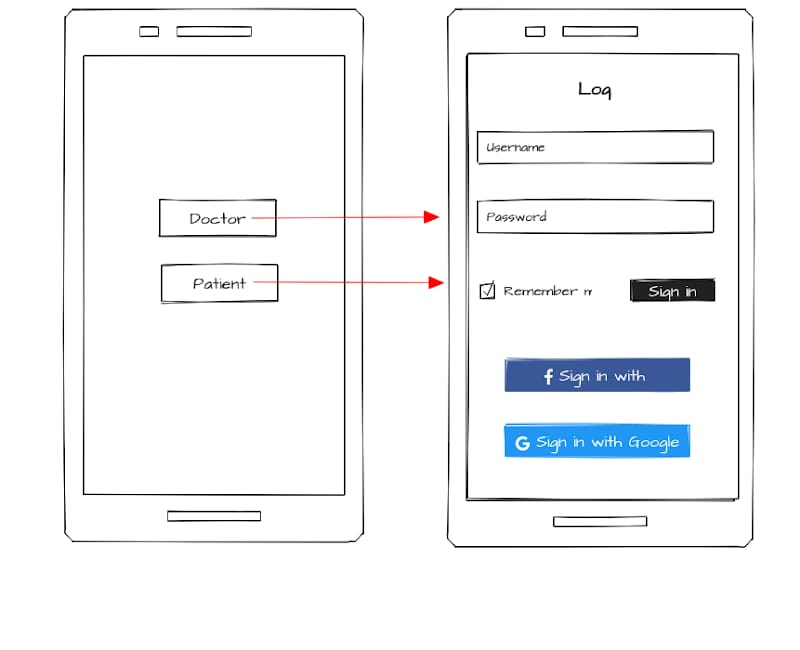 Doctor
Patient
Log
Username
Password
Remember m
Sign in
f Sign in with
G Sign in with Google